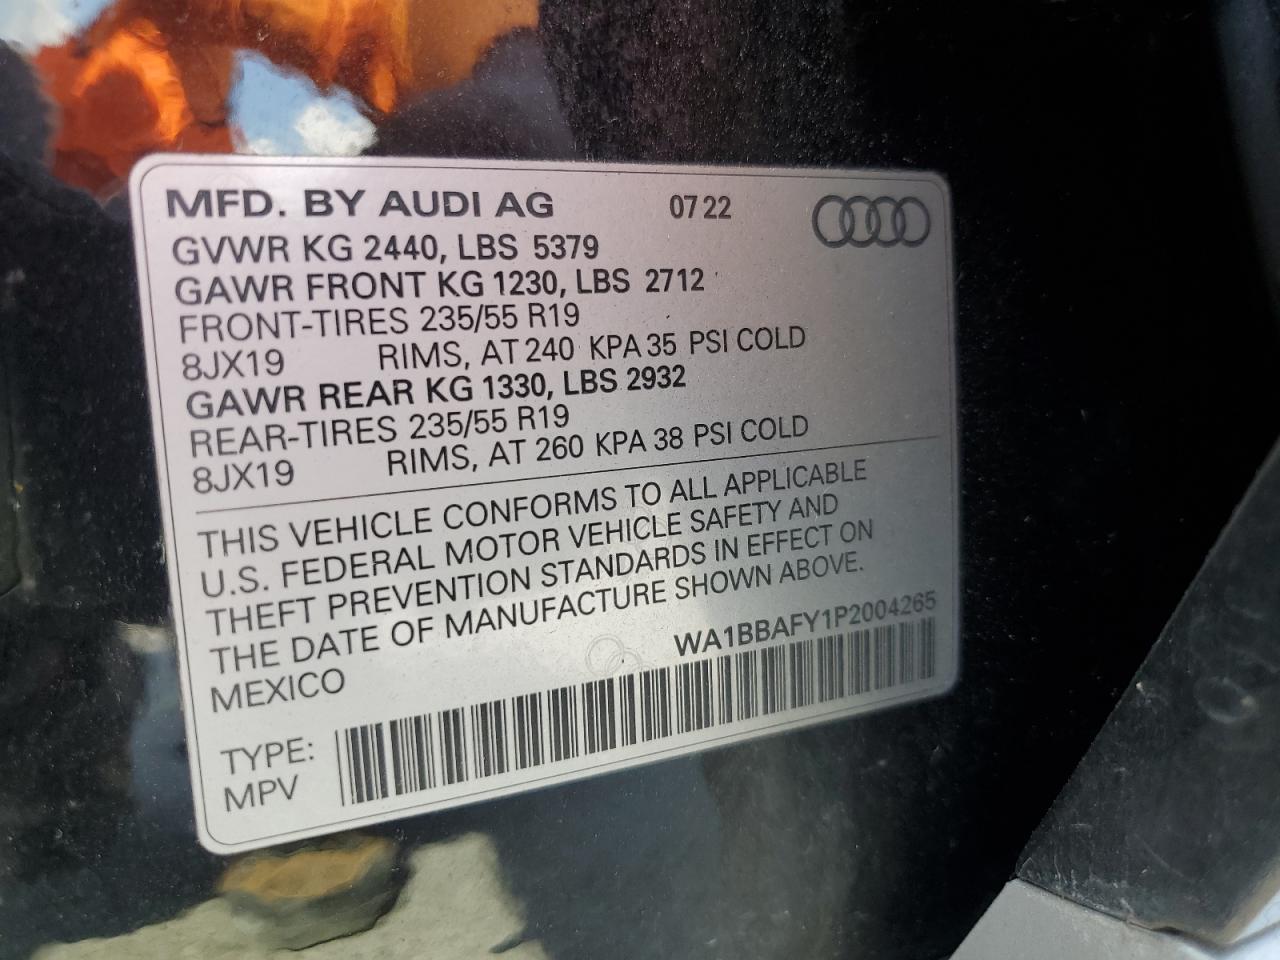 MFD. BY AUDI AG 07 22
GVWR KG 2440, LBS 5379
GAWR FRONT KG 1230, LBS 2712
FRONT-TIRES 235/55 R19
8JX19 RIMS, AT 240 KPA 35 PSI COLD
GAWR REAR KG 1330, LBS 2932
REAR-TIRES 235/55 R19
8JX19 RIMS, AT 260 KPA 38 PSI COLD
THIS VEHICLE CONFORMS TO ALL APPLICABLE
U.S. FEDERAL MOTOR VEHICLE SAFETY AND
THEFT PREVENTION STANDARDS IN EFFECT ON
THE DATE OF MANUFACTURE SHOWN ABOVE.
MEXICO WA1BBAFY1P2004265
TYPE:
MPV